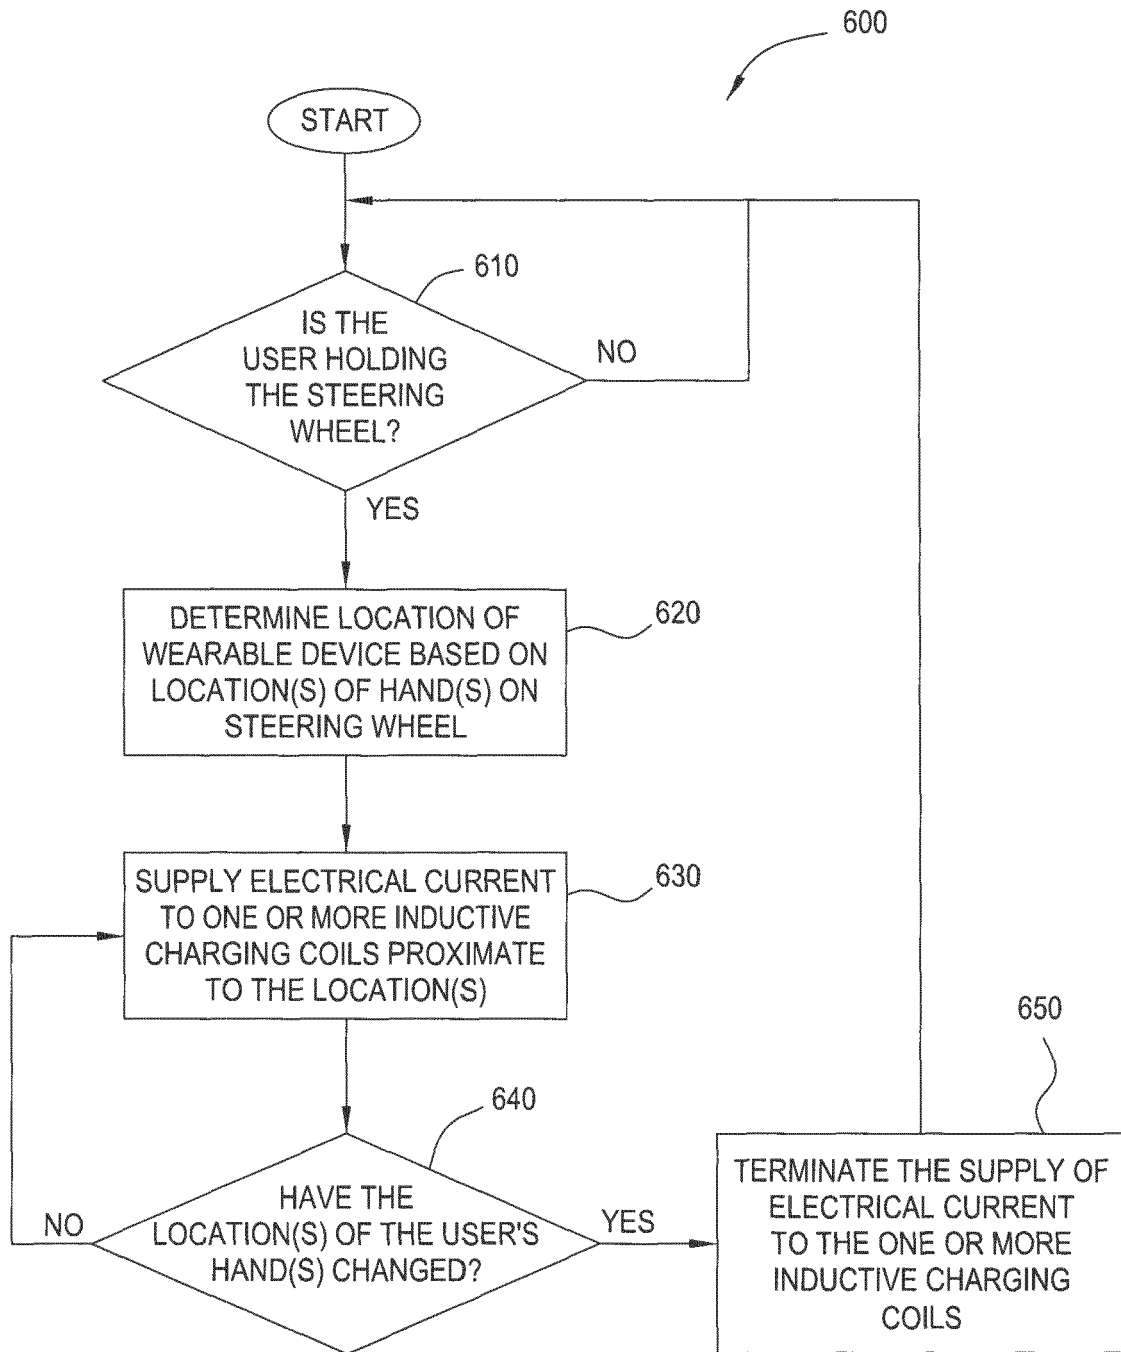 600
START
610
IS THE
USER HOLDING
THE STEERING
WHEEL?
NO
YES
DETERMINE LOCATION OF
WEARABLE DEVICE BASED ON
LOCATION(S) OF HAND(S) ON
STEERING WHEEL
620
SUPPLY ELECTRICAL CURRENT
TO ONE OR MORE INDUCTIVE
CHARGING COILS PROXIMATE
TO THE LOCATION(S)
630
640
HAVE THE
LOCATION(S) OF THE USER'S
HAND(S) CHANGED?
NO
YES
650
TERMINATE THE SUPPLY OF
ELECTRICAL CURRENT
TO THE ONE OR MORE
INDUCTIVE CHARGING
COILS